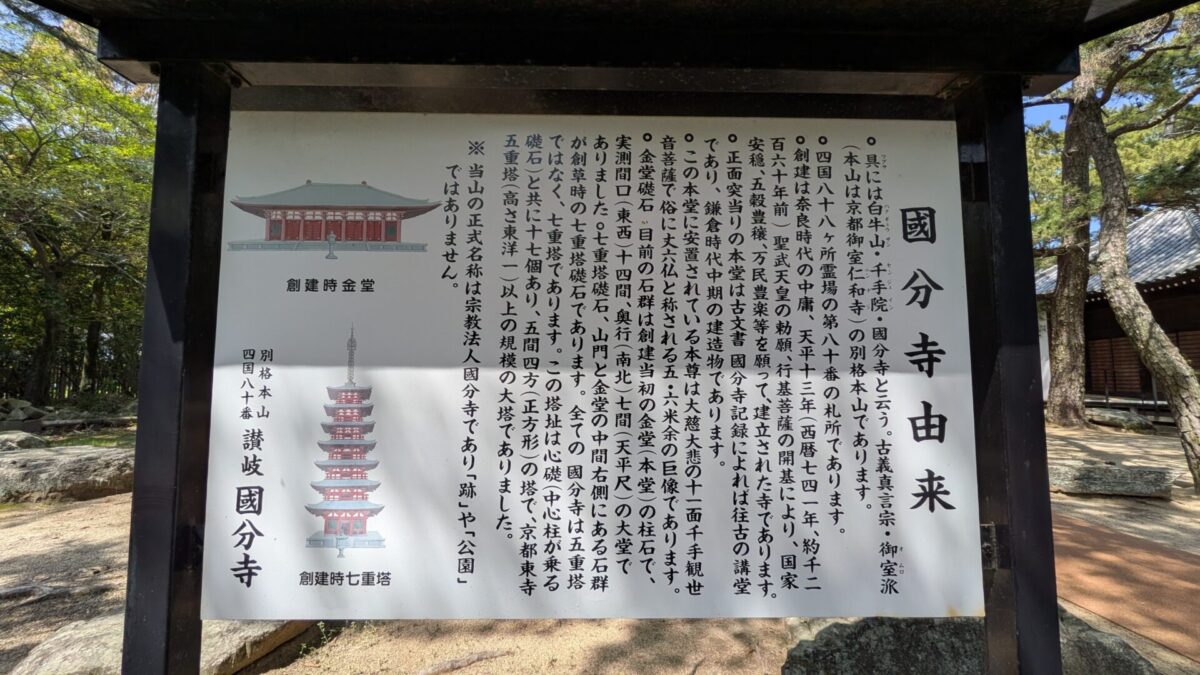 國分寺由来
• 具には白牛山・千手院・國分寺と云う。古義真言宗・御室派
(本山は京都御室仁和寺)の別格本山であります。
• 四国八十八ヶ所霊場の第八十番の札所であります。
• 創建は奈良時代の中庸、天平十三年(西暦七四一年、約千二
百六十年前) 聖武天皇の勅願、行基菩薩の開基により、国家
安穏、五穀豊穣、万民豊楽等を願って、建立された寺であります。
• 正面突当りの本堂は古文書 國分寺記録によれば往古の講堂
であり、鎌倉時代中期の建造物であります。
• この本堂に安置されている本尊は大慈大悲の十一面千手観世
音菩薩で俗に丈六仏と称される五・六米余の巨像であります。
• 金堂礎石 目前の石群は創建当初の金堂(本堂)の柱石で、
実測間口(東西)十四間、奥行(南北)七間(天平尺)の大堂で
ありました。○七重塔礎石、山門と金堂の中間右側にある石群
が創草時の七重塔礎石であります。全ての 國分寺は五重塔
ではなく、七重塔であります。この塔址は心礎(中心柱が乗る
礎石)と共に十七個あり、五間四方(正方形)の塔で、京都東寺
五重塔(高さ東洋一)以上の規模の大塔でありました。
※ 当山の正式名称は宗教法人國分寺であり「跡」や「公園」
ではありません。
創建時金堂
創建時七重塔
別格本山
四国八十番
讃岐 國分寺